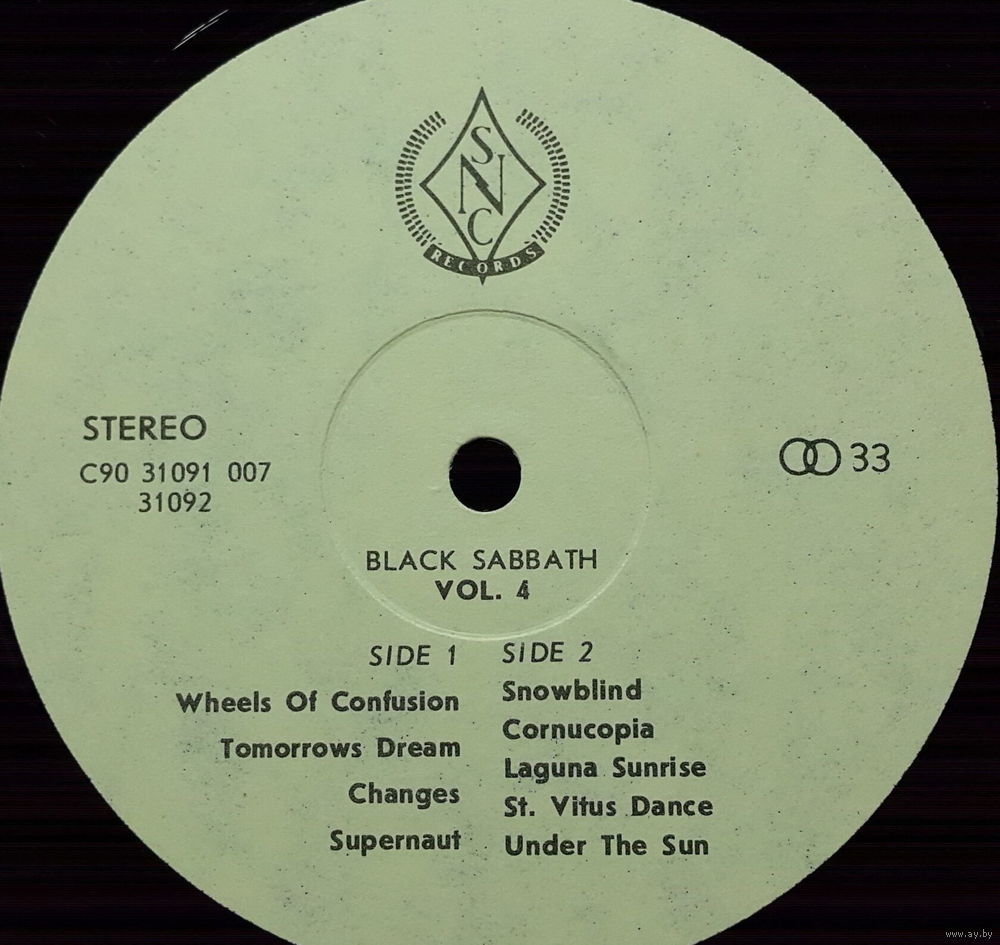 S
N
C
RECORDS
STEREO
C90 31091 007
31092
33
BLACK SABBATH
VOL. 4
SIDE 1
Wheels Of Confusion
Tomorrows Dream
Changes
Supernaut
SIDE 2
Snowblind
Cornucopia
Laguna Sunrise
St. Vitus Dance
Under The Sun
www.ay.by